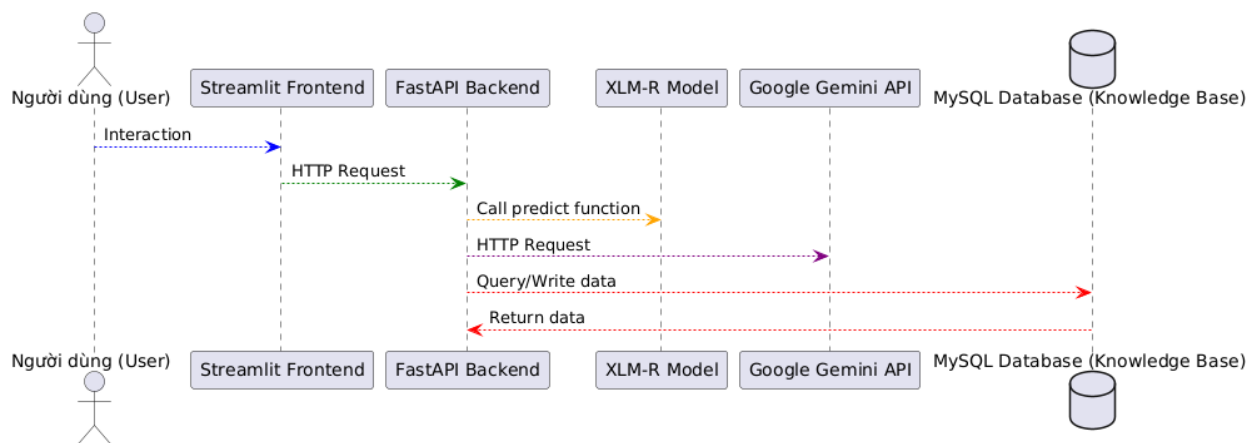 Người dùng (User)
Streamlit Frontend
FastAPI Backend
XLM-R Model
Google Gemini API
MySQL Database (Knowledge Base)
Interaction
HTTP Request
Call predict function
HTTP Request
Query/Write data
Return data
Người dùng (User)
Streamlit Frontend
FastAPI Backend
XLM-R Model
Google Gemini API
MySQL Database (Knowledge Base)